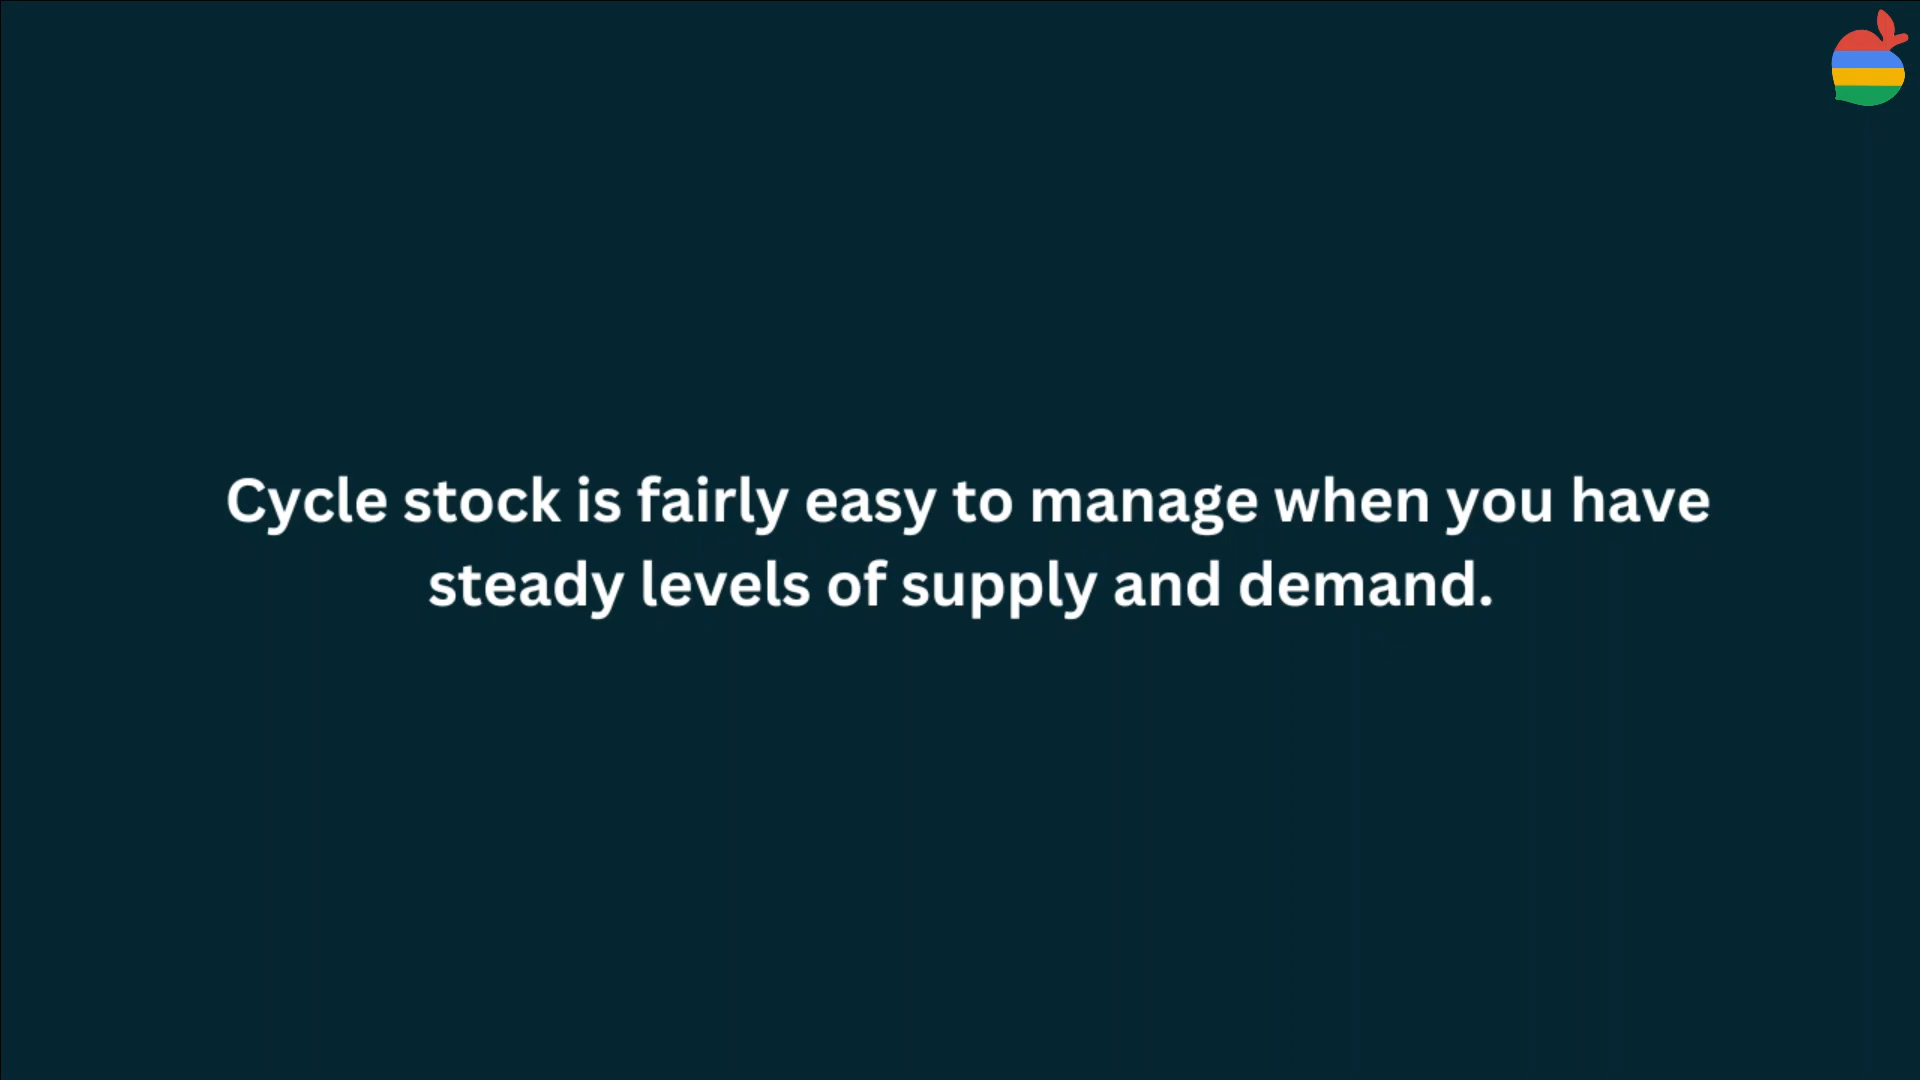 Cycle stock is fairly easy to manage when you have
steady levels of supply and demand.